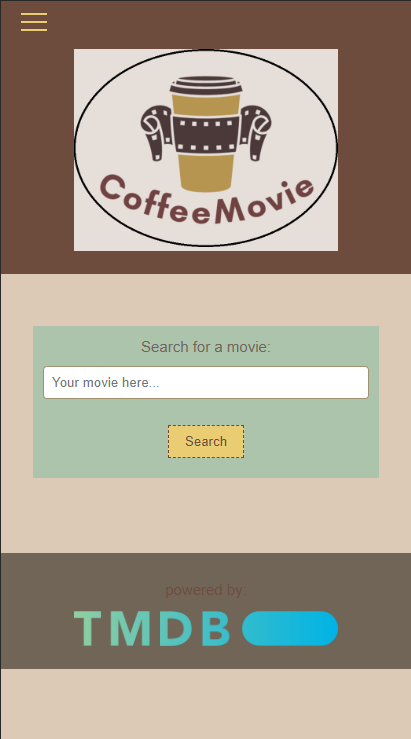 CoffeeMovie
Search for a movie:
Your movie here...
Search
powered by:
TMDB